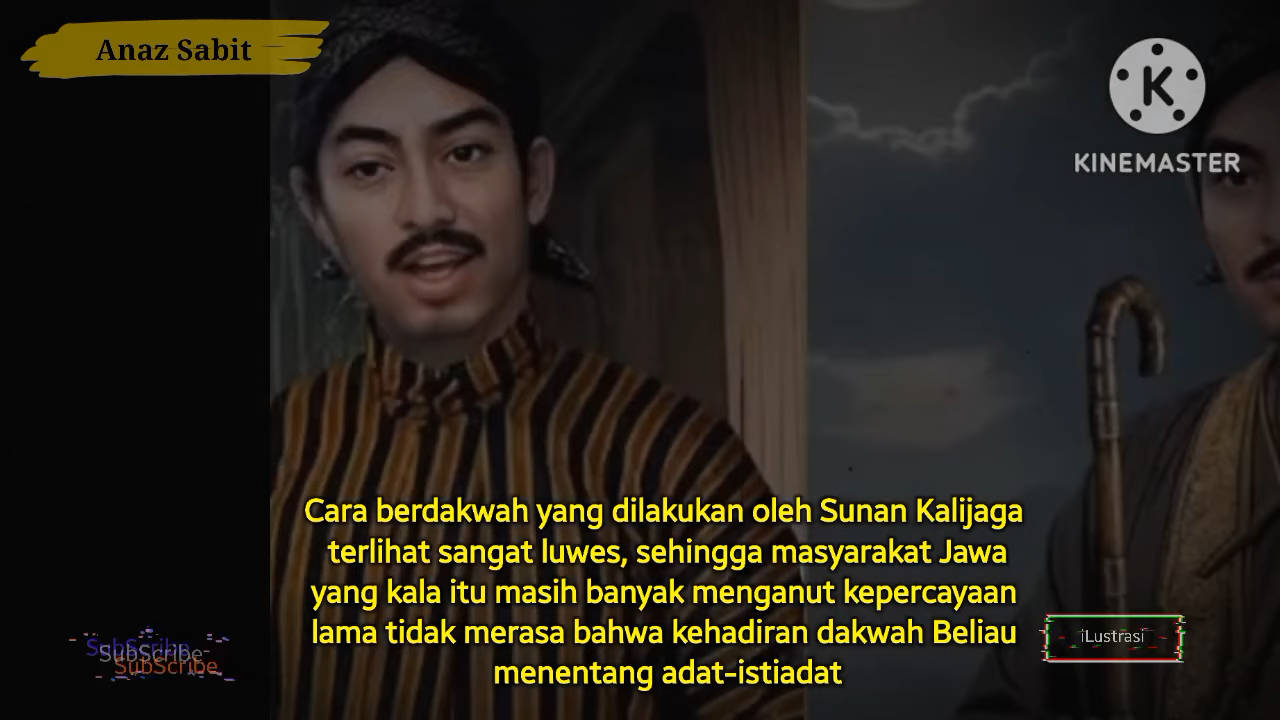 Anaz Sabit
K
KINEMASTER
Cara berdakwah yang dilakukan oleh Sunan Kalijaga
terlihat sangat luwes, sehingga masyarakat Jawa
yang kala itu masih banyak menganut kepercayaan
lama tidak merasa bahwa kehadiran dakwah Beliau
menentang adat-istiadat
iLustrasi
SubScribe
SubScribe